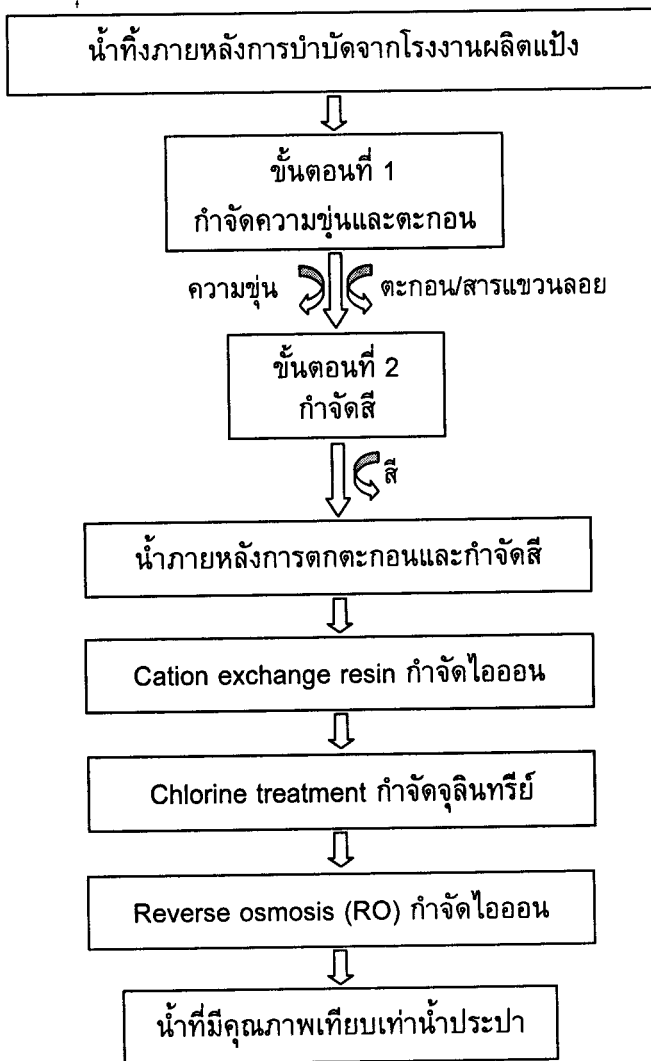 น้ำทิ้งภายหลังการบำบัดจากโรงงานผลิตแป้ง
ขั้นตอนที่ 1
กำจัดความขุ่นและตะกอน
ความขุ่น
ตะกอน/สารแขวนลอย
ขั้นตอนที่ 2
กำจัดสี
สี
น้ำภายหลังการตกตะกอนและกำจัดสี
Cation exchange resin กำจัดไอออน
Chlorine treatment กำจัดจุลินทรีย์
Reverse osmosis (RO) กำจัดไอออน
น้ำที่มีคุณภาพเทียบเท่าน้ำประปา